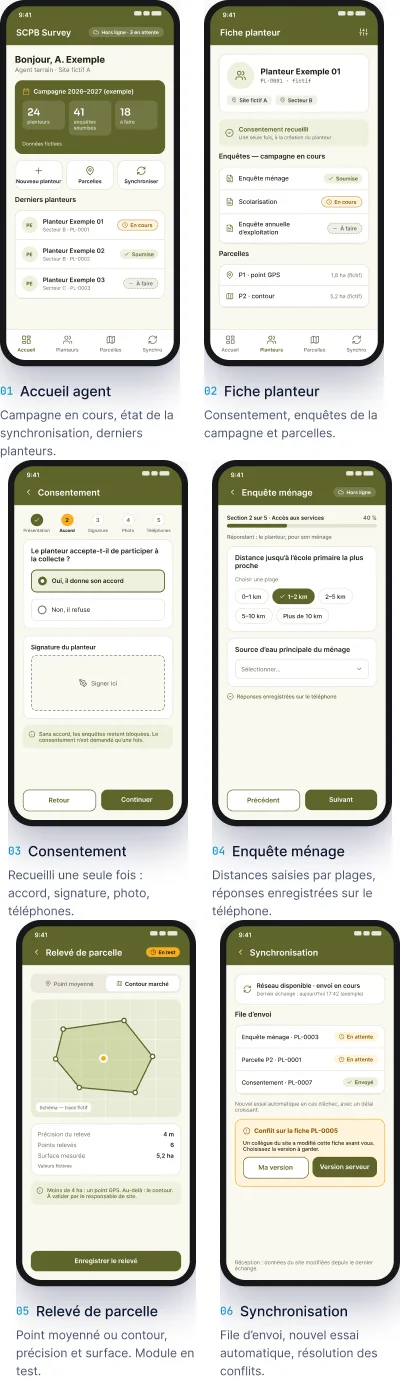 9:41
SCPB Survey
Hors ligne · 3 en attente
Bonjour, A. Exemple
Agent terrain · Site fictif A
Campagne 2026–2027 (exemple)
24 41 18
planteurs enquêtes soumises à faire
Données fictives
Nouveau planteur Parcelles Synchroniser
Derniers planteurs
PE Planteur Exemple 01 En cours
Secteur B · PL-0001
PE Planteur Exemple 02 Soumise
Secteur B · PL-0002
PE Planteur Exemple 03 À faire
Secteur C · PL-0003
Accueil Planteurs Parcelles Synchro
01 Accueil agent
Campagne en cours, état de la
synchronisation, derniers
planteurs.
9:41
Fiche planteur
Planteur Exemple 01
PL-0001 · fictif
Site fictif A Secteur B
Consentement recueilli
Une seule fois, à la création du planteur
Enquêtes — campagne en cours
Enquête ménage Soumise
Scolarisation En cours
Enquête annuelle
d'exploitation À faire
Parcelles
P1 · point GPS 1,8 ha (fictif)
P2 · contour 5,2 ha (fictif)
Accueil Planteurs Parcelles Synchro
02 Fiche planteur
Consentement, enquêtes de la
campagne et parcelles.
9:41
Consentement
2 3 4 5
Présentation Accord Signature Photo Téléphones
Le planteur accepte-t-il de participer à
la collecte ?
Oui, il donne son accord
Non, il refuse
Signature du planteur
Signer ici
Sans accord, les enquêtes restent bloquées. Le
consentement n'est demandé qu'une fois.
Retour Continuer
03 Consentement
Recueilli une seule fois :
accord, signature, photo,
téléphones.
9:41
Enquête ménage Hors ligne
Section 2 sur 5 · Accès aux services 40 %
Répondant : le planteur, pour son ménage
Distance jusqu'à l'école primaire la plus
proche
Choisir une plage
0–1 km 1–2 km 2–5 km
5–10 km Plus de 10 km
Source d'eau principale du ménage
Sélectionner...
Réponses enregistrées sur le téléphone
Précédent Suivant
04 Enquête ménage
Distances saisies par plages,
réponses enregistrées sur le
téléphone.
9:41
Relevé de parcelle En test
Point moyenné Contour marché
Schéma — tracé fictif
Précision du relevé 4 m
Points relevés 6
Surface mesurée 5,2 ha
Valeurs fictives
Moins de 4 ha : un point GPS. Au-delà : le contour.
À valider par le responsable de site.
Enregistrer le relevé
05 Relevé de parcelle
Point moyenné ou contour,
précision et surface. Module en
test.
9:41
Synchronisation
Réseau disponible · envoi en cours
Dernier échange : aujourd'hui 17:42 (exemple)
File d'envoi
Enquête ménage · PL-0003 En attente
Parcelle P2 · PL-0001 En attente
Consentement · PL-0007 Envoyé
Nouvel essai automatique en cas d'échec, avec un délai
croissant.
Conflit sur la fiche PL-0005
Un collègue du site a modifié cette fiche avant vous.
Choisissez la version à garder.
Ma version Version serveur
Réception : données du site modifiées depuis le dernier
échange.
06 Synchronisation
File d'envoi, nouvel essai
automatique, résolution des
conflits.